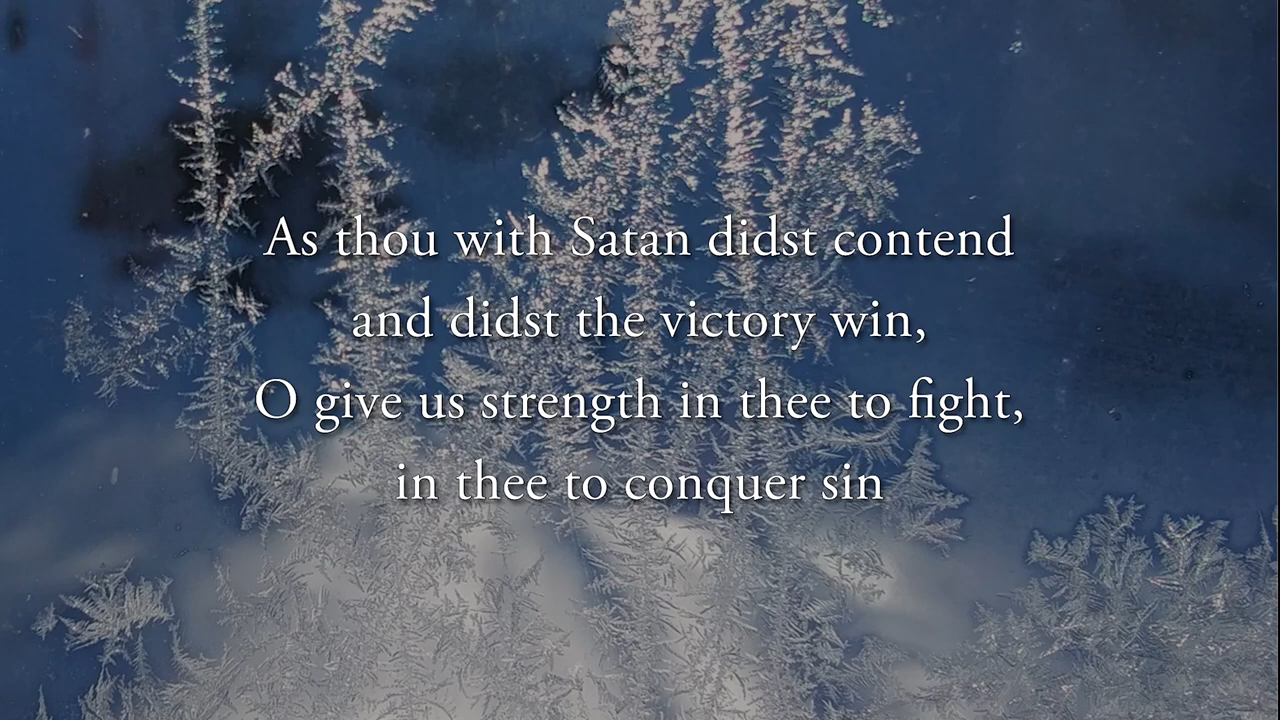 As thou with Satan didst contend
and didst the victory win,
O give us strength in thee to fight,
in thee to conquer sin